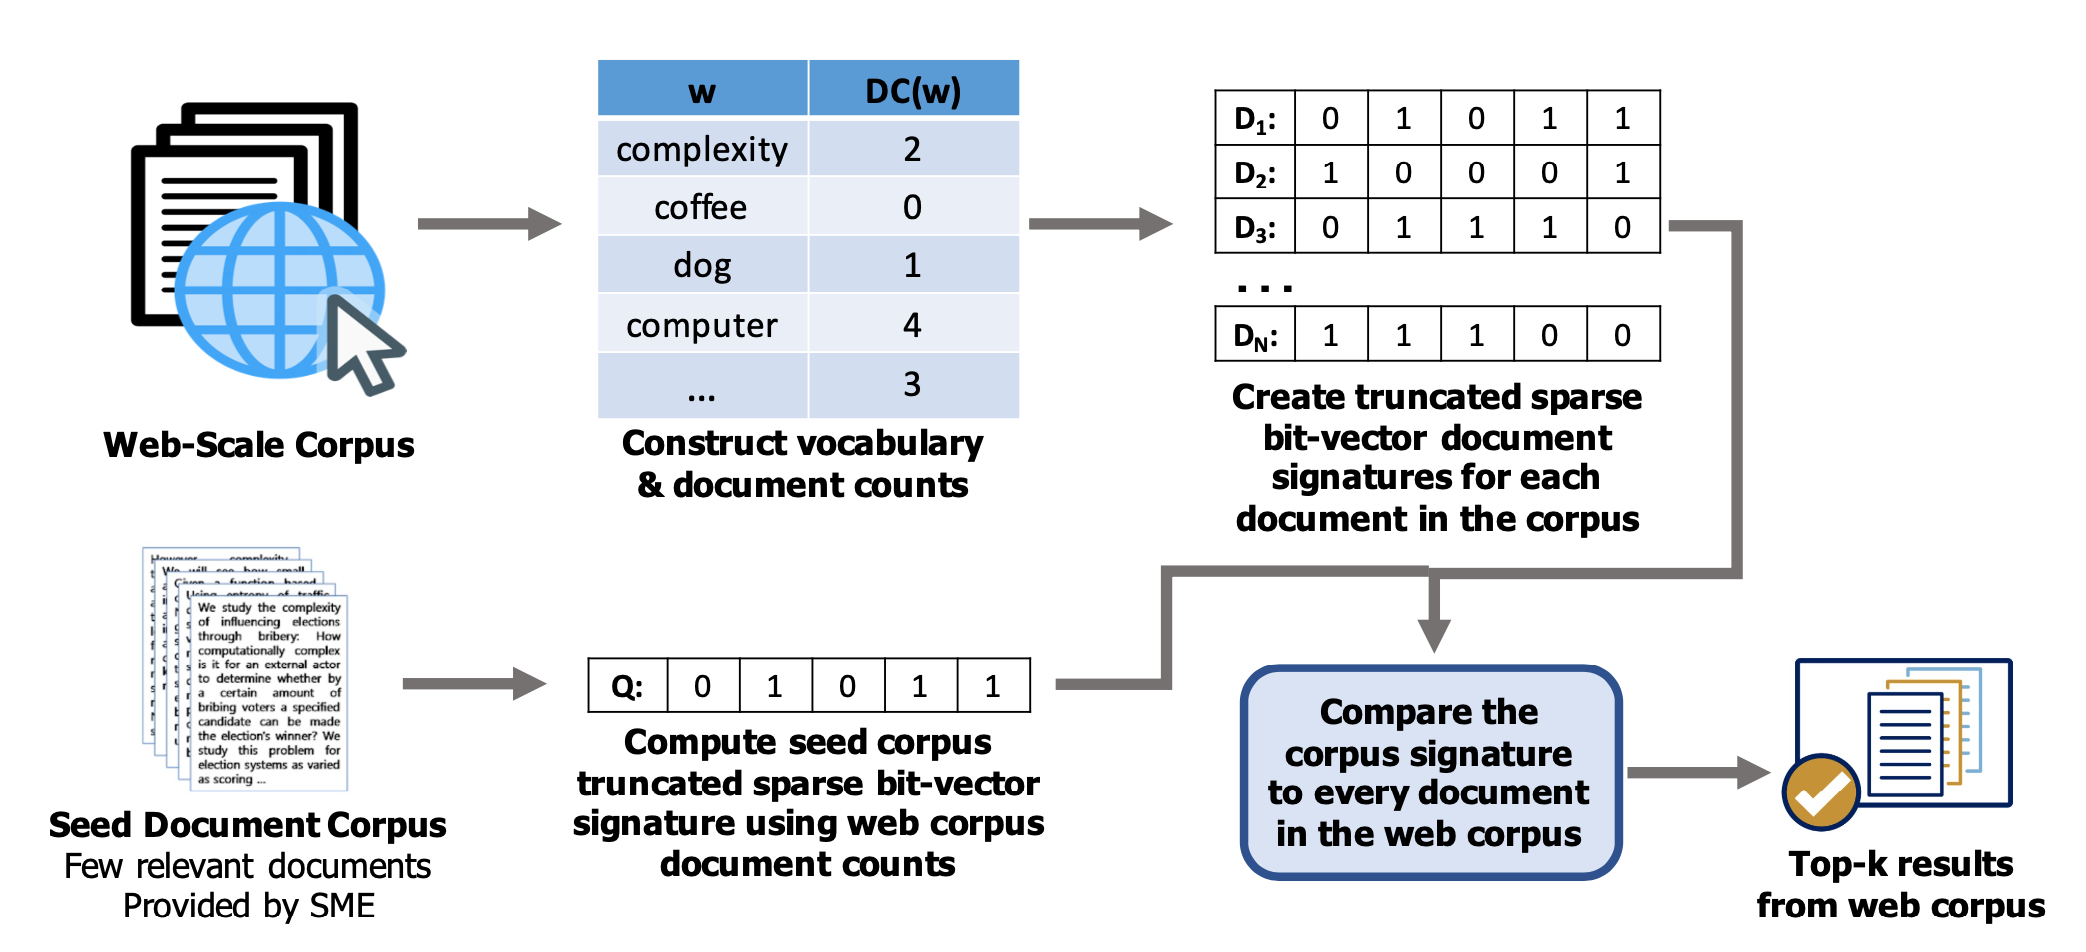 w DC(w)
complexity 2
coffee 0
dog 1
computer 4
... 3
Construct vocabulary
& document counts
Web-Scale Corpus
D1: 0 1 0 1 1
D2: 1 0 0 0 1
D3: 0 1 1 1 0
...
DN: 1 1 1 0 0
Create truncated sparse
bit-vector document
signatures for each
document in the corpus
However complexity
We will see how small
Given a function based
Using entropy of traffic
We study the complexity
of influencing elections
through bribery: How
computationally complex
is it for an external actor
to determine whether by
a certain amount of
bribing voters a specified
candidate can be made
the election's winner? We
study this problem for
election systems as varied
as scoring ...
Seed Document Corpus
Few relevant documents
Provided by SME
Q: 0 1 0 1 1
Compute seed corpus
truncated sparse bit-vector
signature using web corpus
document counts
Compare the
corpus signature
to every document
in the web corpus
Top-k results
from web corpus